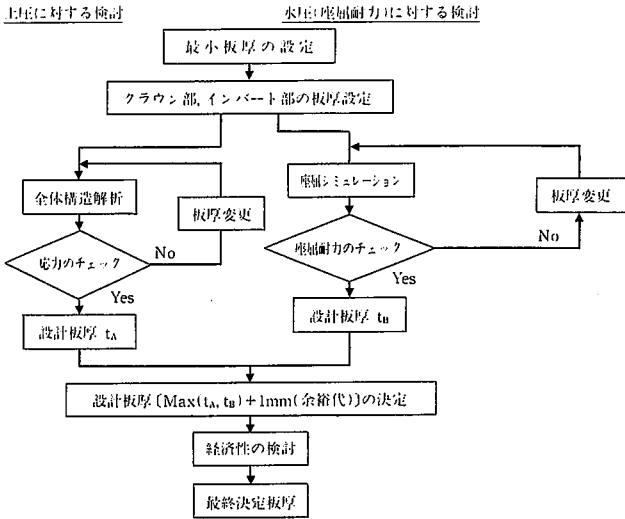 土圧に対する検討
水圧(座屈耐力)に対する検討
最小板厚の設定
クラウン部,インバート部の板厚設定
全体構造解析
板厚変更
応力のチェック
No
Yes
設計板厚 tA
座屈シミュレーション
板厚変更
座屈耐力のチェック
No
Yes
設計板厚 tB
設計板厚〔Max(tA, tB)+1mm(余裕代)〕の決定
経済性の検討
最終決定板厚